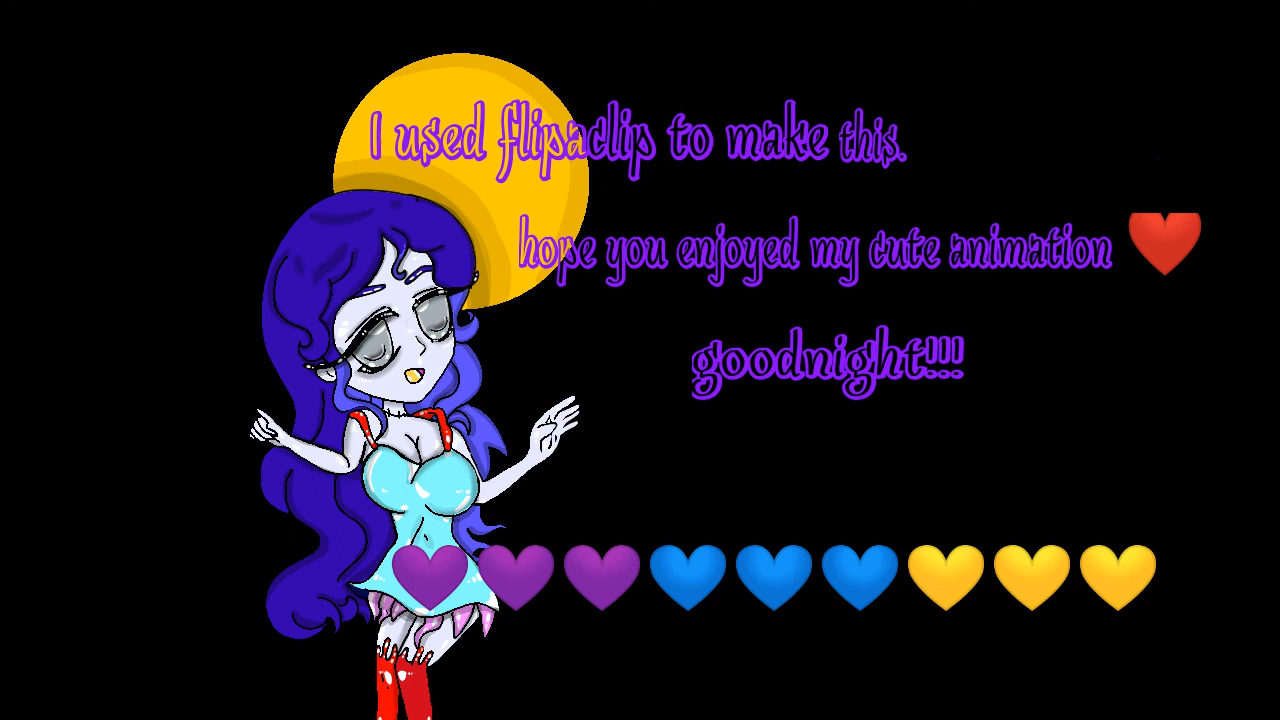 I used flipaclip to make this.
hope you enjoyed my cute animation ❤️
goodnight!!!
💜💜💜💙💙💙💛💛💛